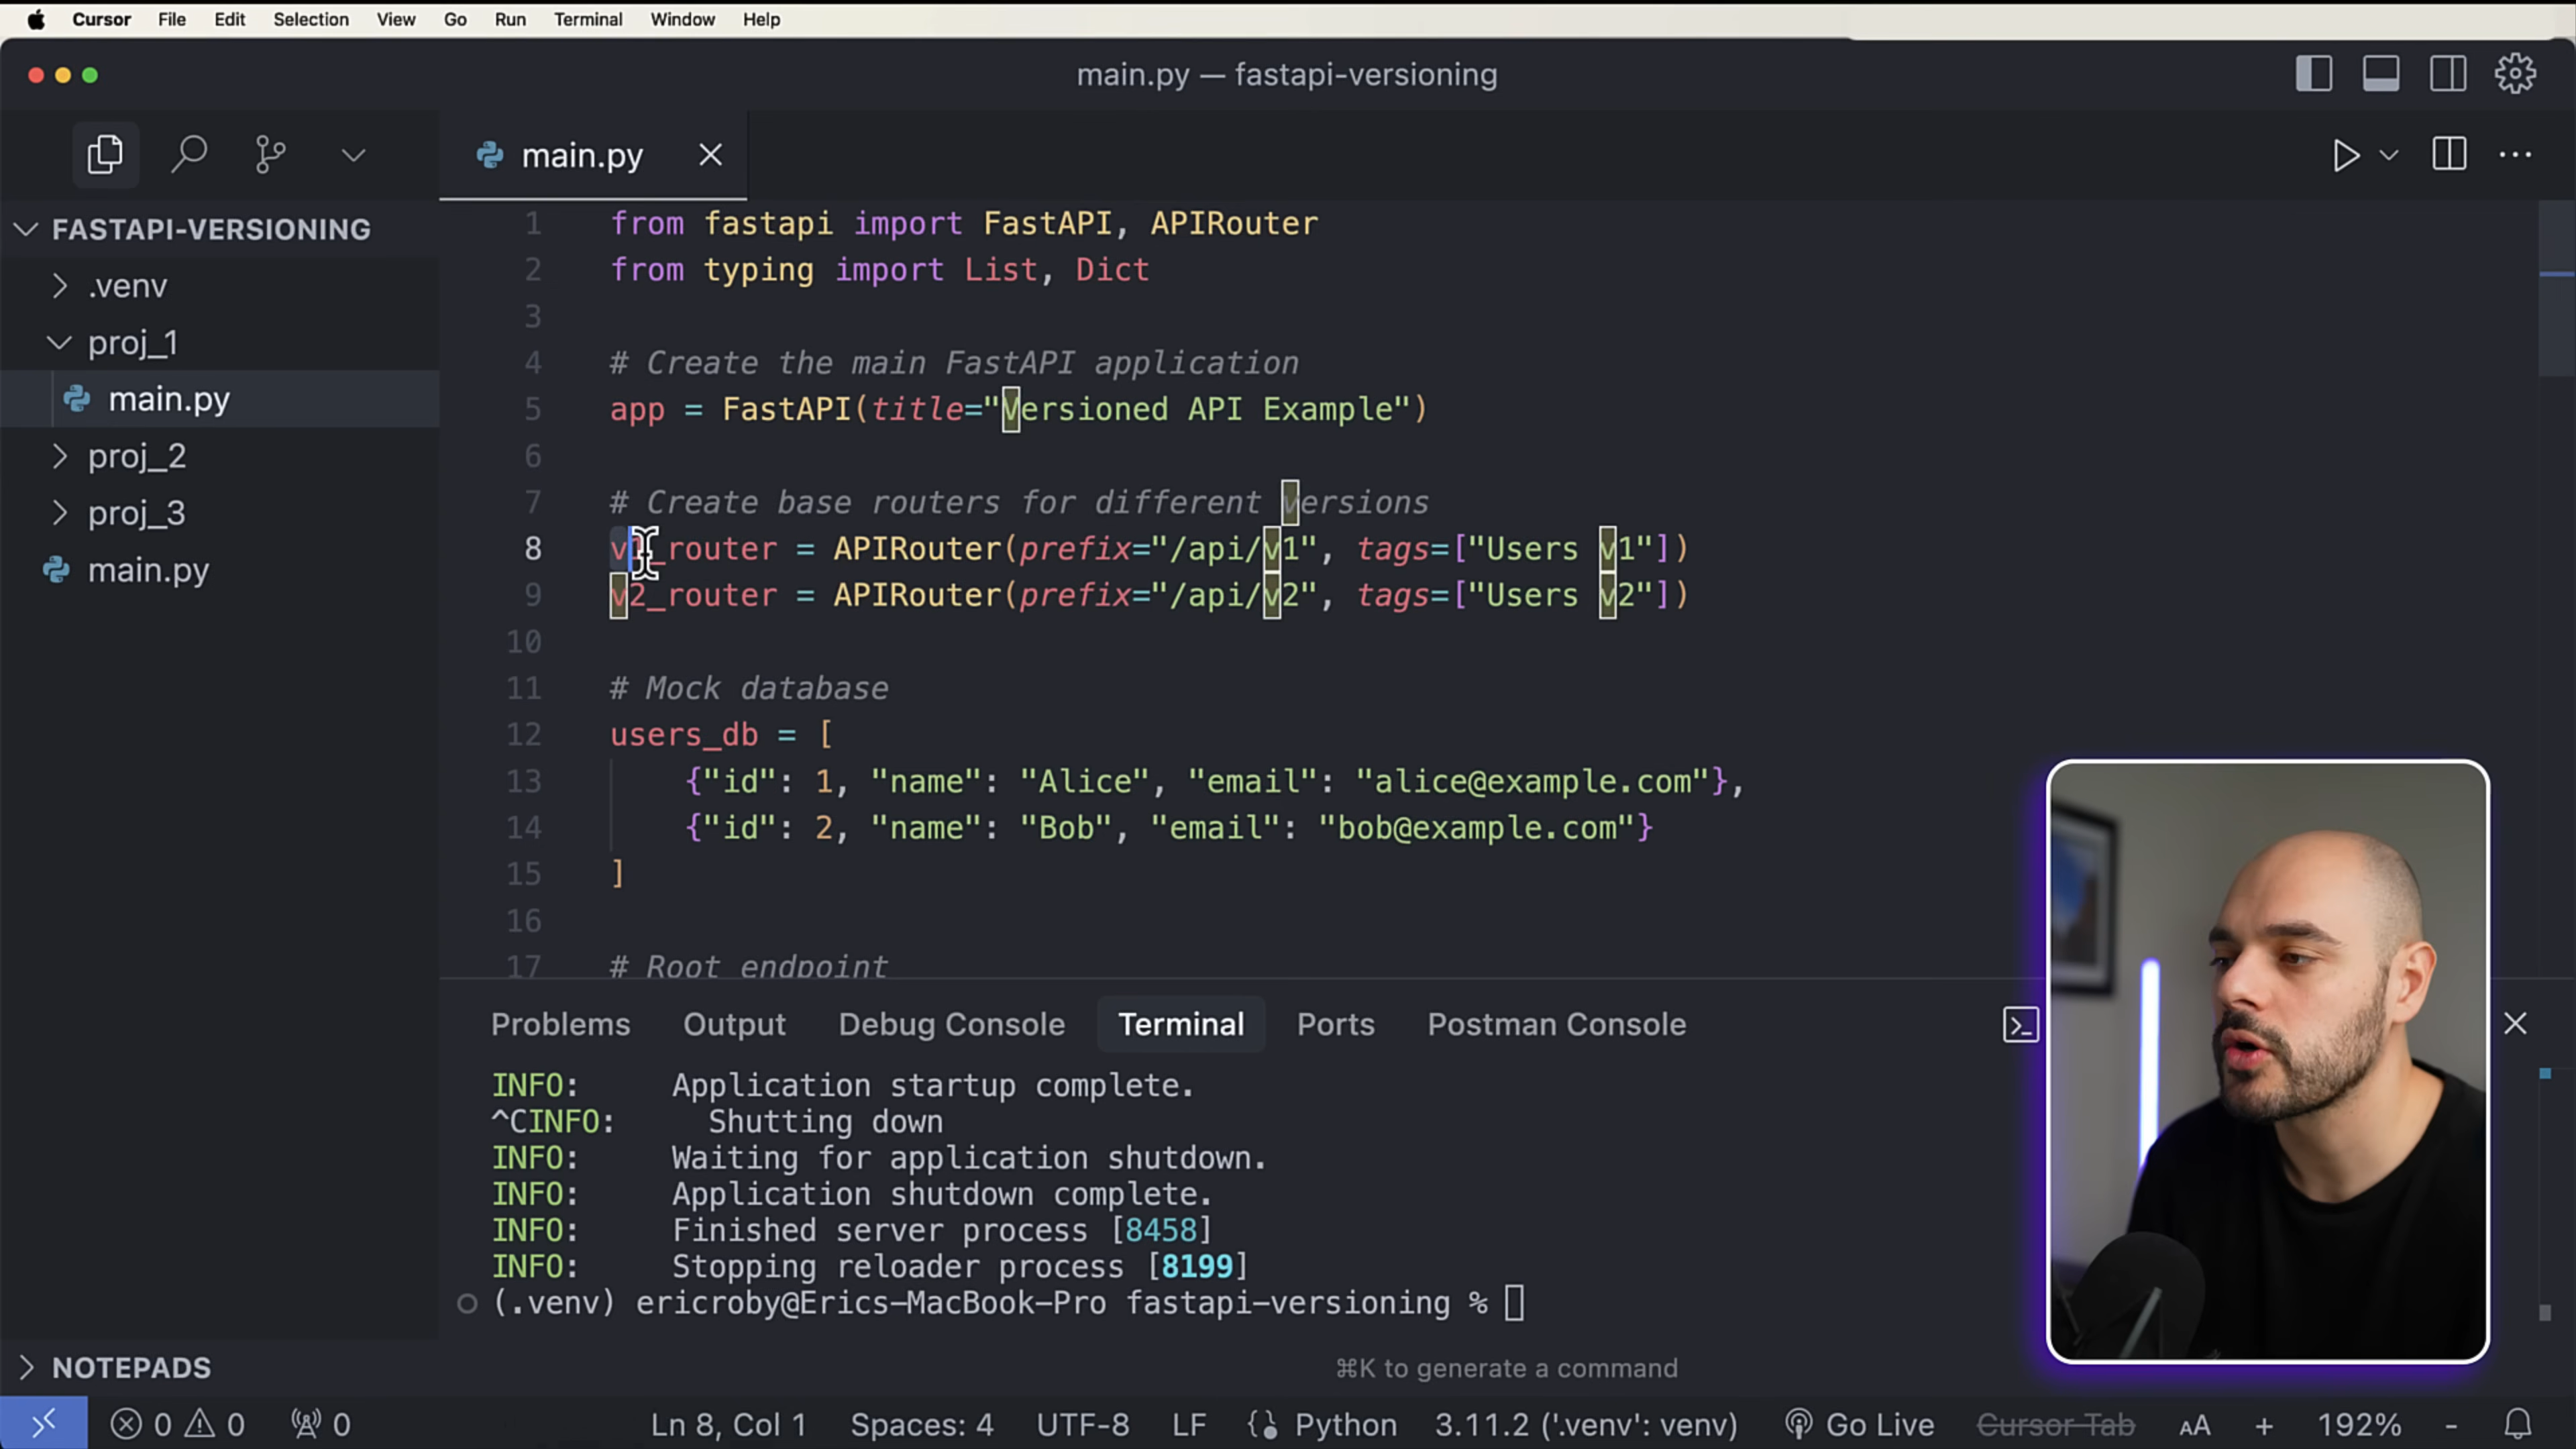 Cursor File Edit Selection View Go Run Terminal Window Help
main.py — fastapi-versioning
main.py
FASTAPI-VERSIONING
.venv
proj_1
main.py
proj_2
proj_3
main.py
1 from fastapi import FastAPI, APIRouter
2 from typing import List, Dict
3
4 # Create the main FastAPI application
5 app = FastAPI(title="Versioned API Example")
6
7 # Create base routers for different versions
8 v1_router = APIRouter(prefix="/api/v1", tags=["Users v1"])
9 v2_router = APIRouter(prefix="/api/v2", tags=["Users v2"])
10
11 # Mock database
12 users_db = [
13 {"id": 1, "name": "Alice", "email": "alice@example.com"},
14 {"id": 2, "name": "Bob", "email": "bob@example.com"}
15 ]
16
17 # Root endpoint
Problems Output Debug Console Terminal Ports Postman Console
INFO: Application startup complete.
^CINFO: Shutting down
INFO: Waiting for application shutdown.
INFO: Application shutdown complete.
INFO: Finished server process [8458]
INFO: Stopping reloader process [8199]
(.venv) ericroby@Erics-MacBook-Pro fastapi-versioning %
NOTEPADS
⌘K to generate a command
0 0 0 Ln 8, Col 1 Spaces: 4 UTF-8 LF Python 3.11.2 ('.venv': venv) Go Live Cursor Tab AA + 192% -